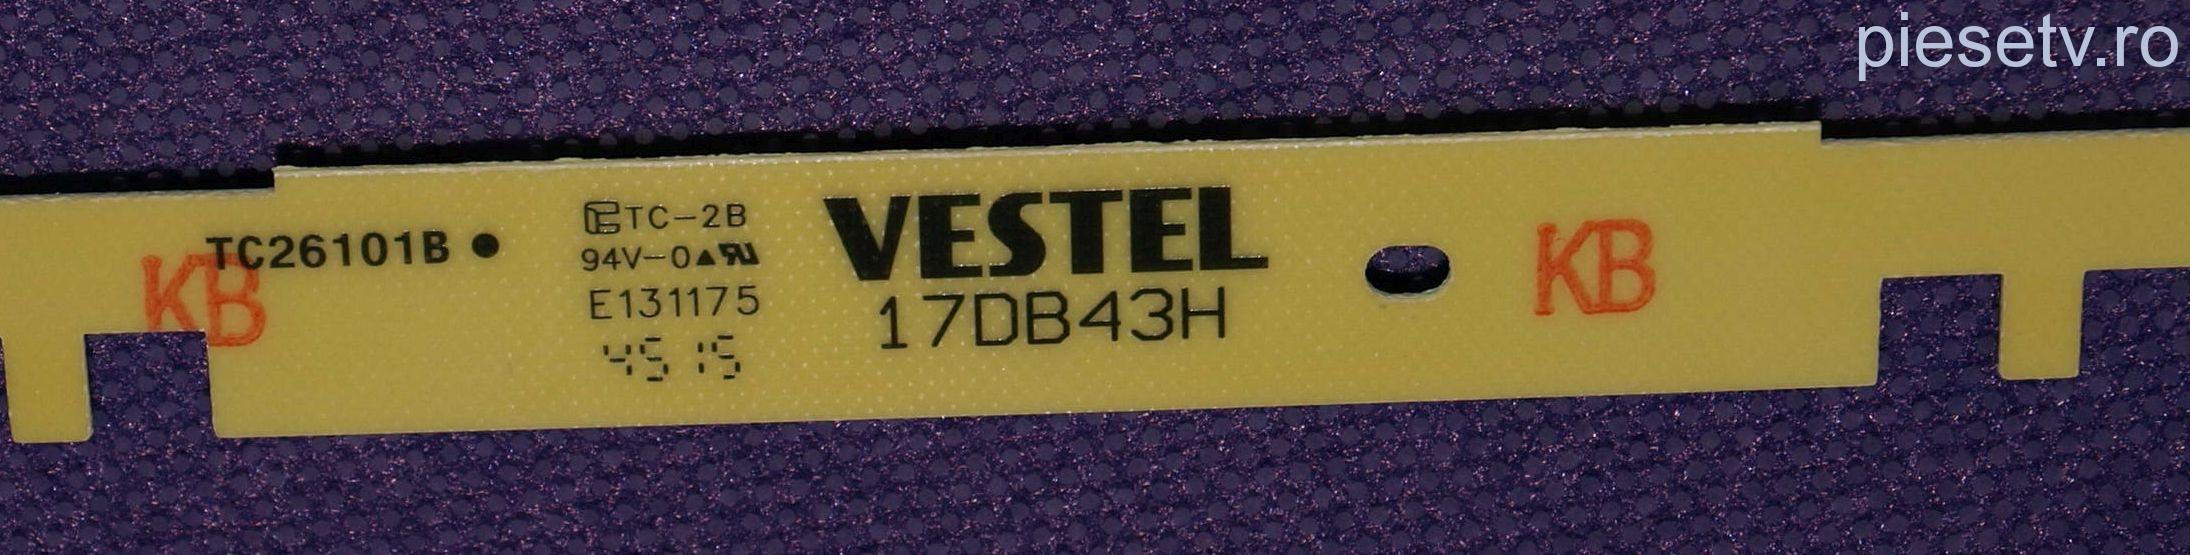 piesetv.ro
TC26101B
TC-2B
94V-0
E131175
4515
VESTEL
17DB43H
KB
KB